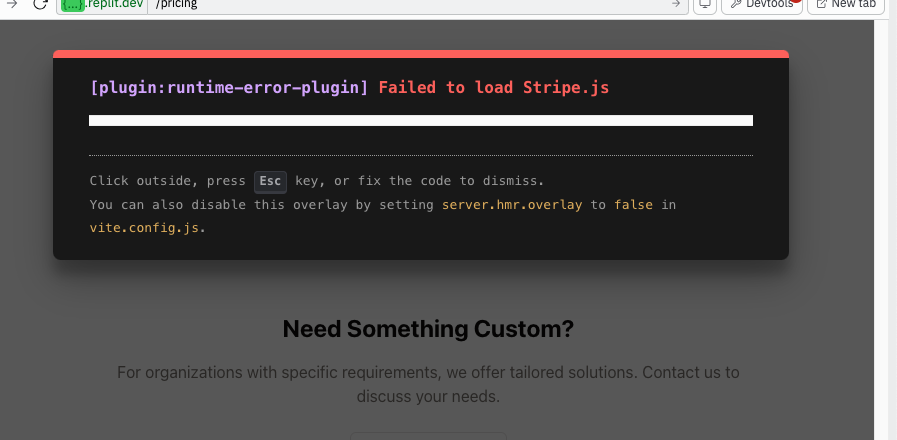 {...}.replit.dev /pricing
Devtools
New tab
[plugin:runtime-error-plugin] Failed to load Stripe.js
Click outside, press Esc key, or fix the code to dismiss.
You can also disable this overlay by setting server.hmr.overlay to false in
vite.config.js.
Need Something Custom?
For organizations with specific requirements, we offer tailored solutions. Contact us to
discuss your needs.